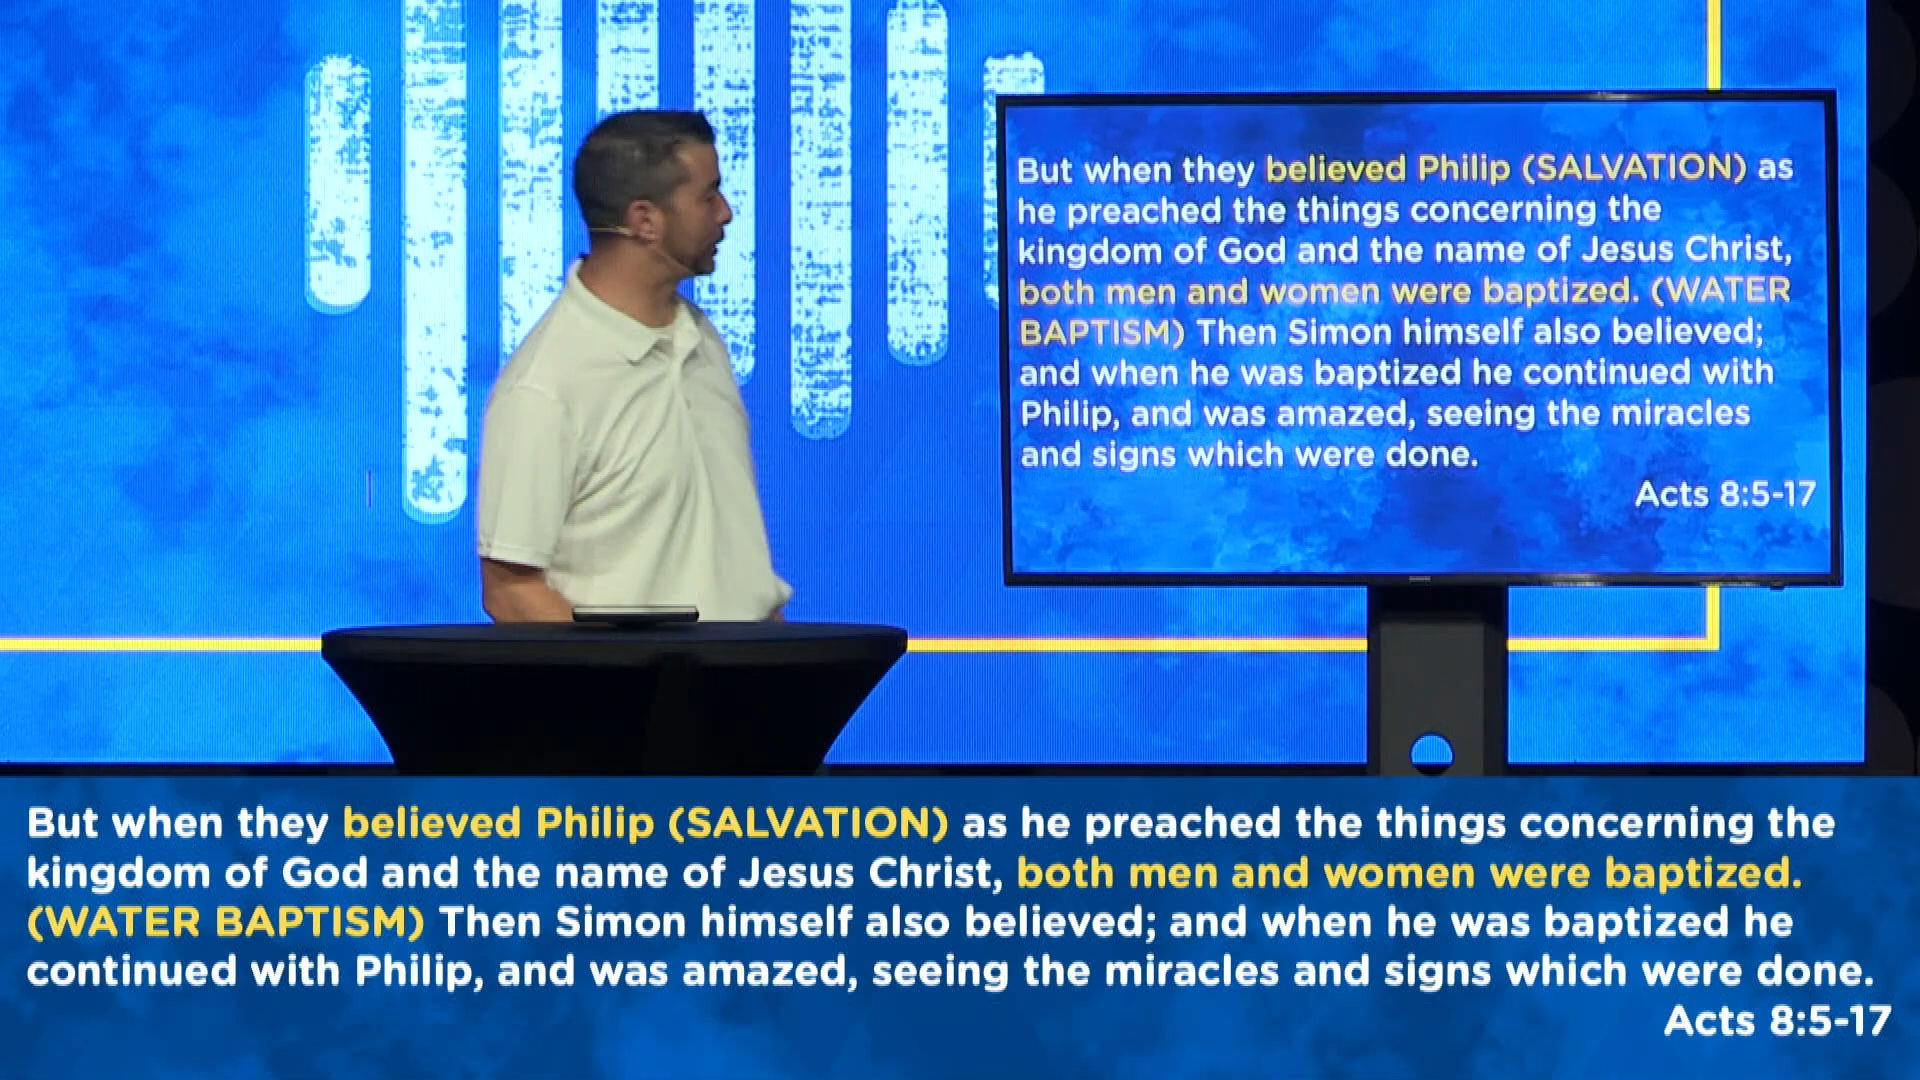 But when they believed Philip (SALVATION) as
he preached the things concerning the
kingdom of God and the name of Jesus Christ,
both men and women were baptized. (WATER
BAPTISM) Then Simon himself also believed;
and when he was baptized he continued with
Philip, and was amazed, seeing the miracles
and signs which were done.
Acts 8:5-17
But when they believed Philip (SALVATION) as he preached the things concerning the
kingdom of God and the name of Jesus Christ, both men and women were baptized.
(WATER BAPTISM) Then Simon himself also believed; and when he was baptized he
continued with Philip, and was amazed, seeing the miracles and signs which were done.
Acts 8:5-17